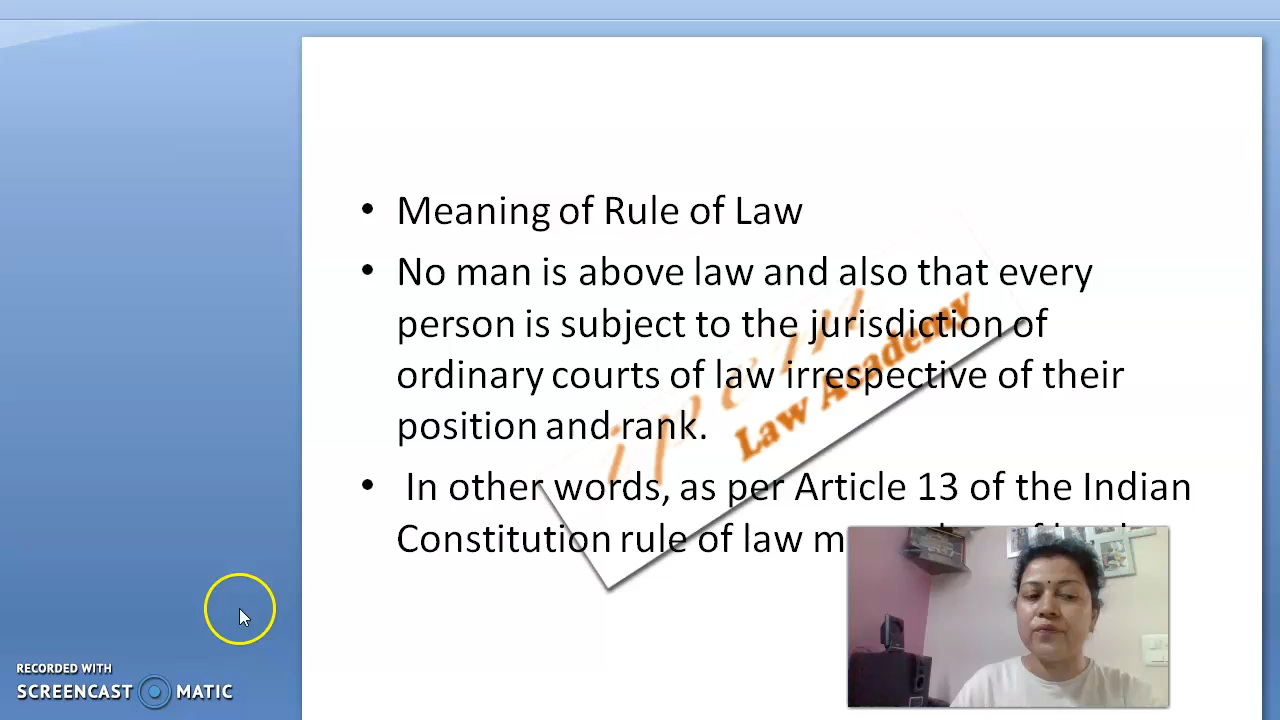 Meaning of Rule of Law
No man is above law and also that every
person is subject to the jurisdiction of
ordinary courts of law irrespective of their
position and rank.
In other words, as per Article 13 of the Indian
Constitution rule of law
Law Academy
RECORDED WITH
SCREENCAST MATIC